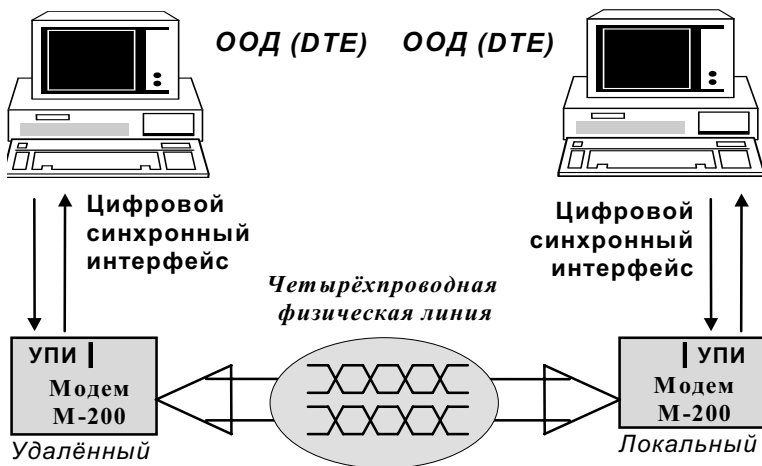 ООД (DTE) ООД (DTE)
Цифровой
синхронный
интерфейс
Цифровой
синхронный
интерфейс
Четырёхпроводная
физическая линия
УПИ
Модем
М-200
Удалённый
УПИ
Модем
М-200
Локальный